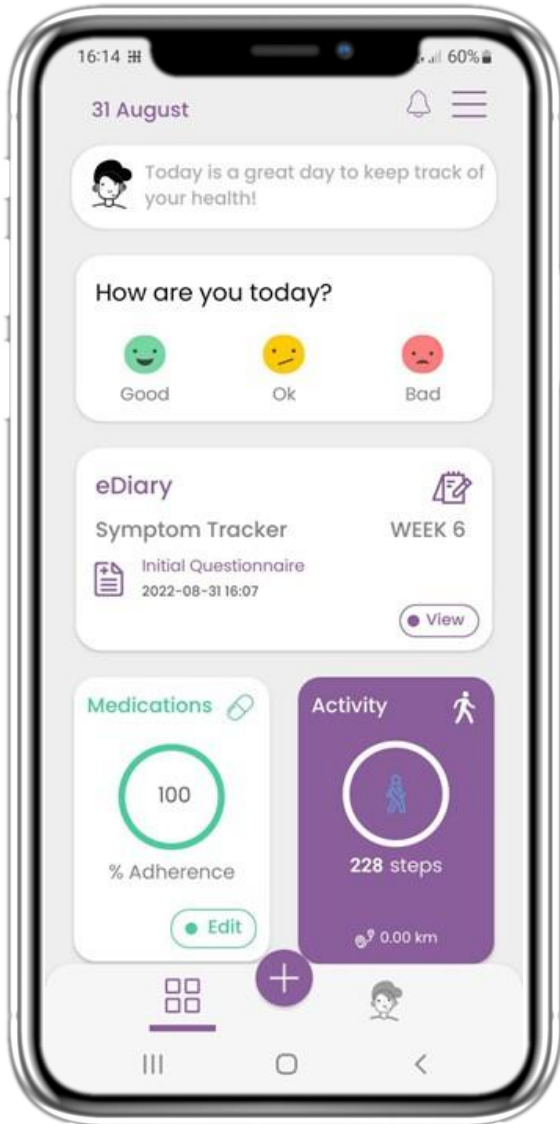 16:14
60%
31 August
Today is a great day to keep track of
your health!
How are you today?
Good Ok Bad
eDiary
Symptom Tracker WEEK 6
Initial Questionnaire
2022-08-31 16:07
View
Medications
100
% Adherence
Edit
Activity
228 steps
0.00 km